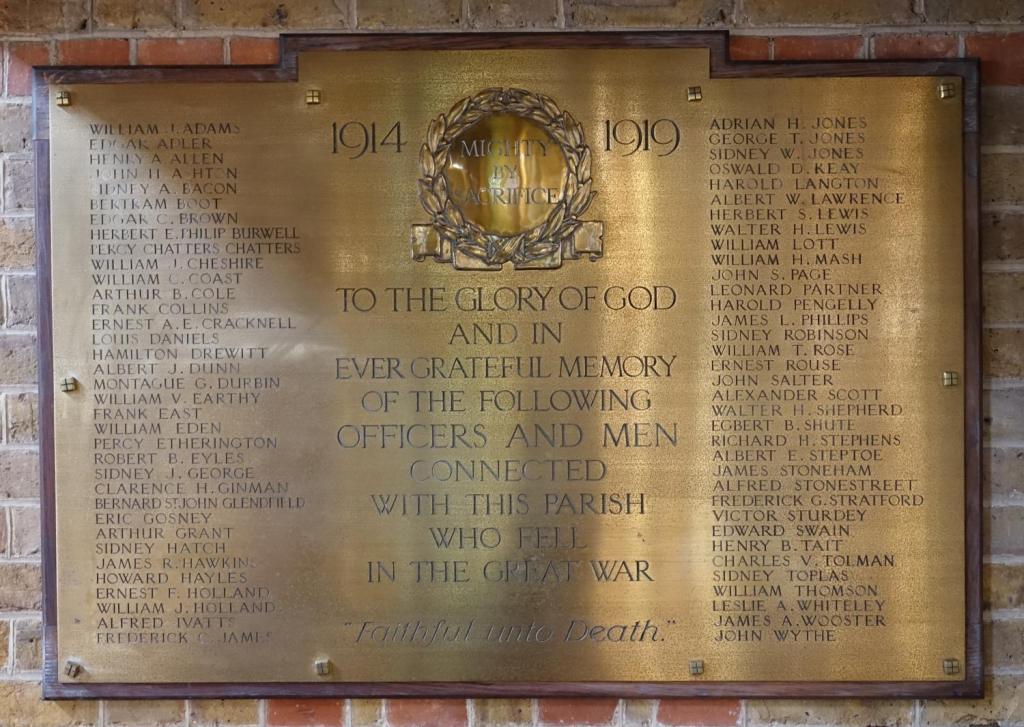 WILLIAM J. ADAMS
EDGAR ADLER
HENRY A ALLEN
JOHN H ASHTON
SIDNEY A. BACON
BERTRAM BOOT
EDGAR C. BROWN
HERBERT E. PHILIP BURWELL
PERCY CHATTERS CHATTERS
WILLIAM J. CHESHIRE
WILLIAM C. COAST
ARTHUR B. COLE
FRANK COLLINS
ERNEST A. E. CRACKNELL
LOUIS DANIELS
HAMILTON DREWITT
ALBERT J. DUNN
MONTAGUE G. DURBIN
WILLIAM V. EARTHY
FRANK EAST
WILLIAM EDEN
PERCY ETHERINGTON
ROBERT B. EYLES
SIDNEY J. GEORGE
CLARENCE H. GINMAN
BERNARD ST JOHN GLENDFIELD
ERIC GOSNEY
ARTHUR GRANT
SIDNEY HATCH
JAMES R. HAWKINS
HOWARD HAYLES
ERNEST F. HOLLAND
WILLIAM J. HOLLAND
ALFRED IVATTS
FREDERICK C. JAMES
1914 1919
MIGHTY
BY
SACRIFICE
TO THE GLORY OF GOD
AND IN
EVER GRATEFUL MEMORY
OF THE FOLLOWING
OFFICERS AND MEN
CONNECTED
WITH THIS PARISH
WHO FELL
IN THE GREAT WAR
"Faithful unto Death."
ADRIAN H. JONES
GEORGE T. JONES
SIDNEY W. JONES
OSWALD D. KEAY
HAROLD LANGTON
ALBERT W. LAWRENCE
HERBERT S. LEWIS
WALTER H. LEWIS
WILLIAM LOTT
WILLIAM H. MASH
JOHN S. PAGE
LEONARD PARTNER
HAROLD PENGELLY
JAMES L. PHILLIPS
SIDNEY ROBINSON
WILLIAM T. ROSE
ERNEST ROUSE
JOHN SALTER
ALEXANDER SCOTT
WALTER H. SHEPHERD
EGBERT B. SHUTE
RICHARD H. STEPHENS
ALBERT E. STEPTOE
JAMES STONEHAM
ALFRED STONESTREET
FREDERICK G. STRATFORD
VICTOR STURDEY
EDWARD SWAIN
HENRY B. TAIT
CHARLES V. TOLMAN
SIDNEY TOPLAS
WILLIAM THOMSON
LESLIE A. WHITELEY
JAMES A. WOOSTER
JOHN WYTHE